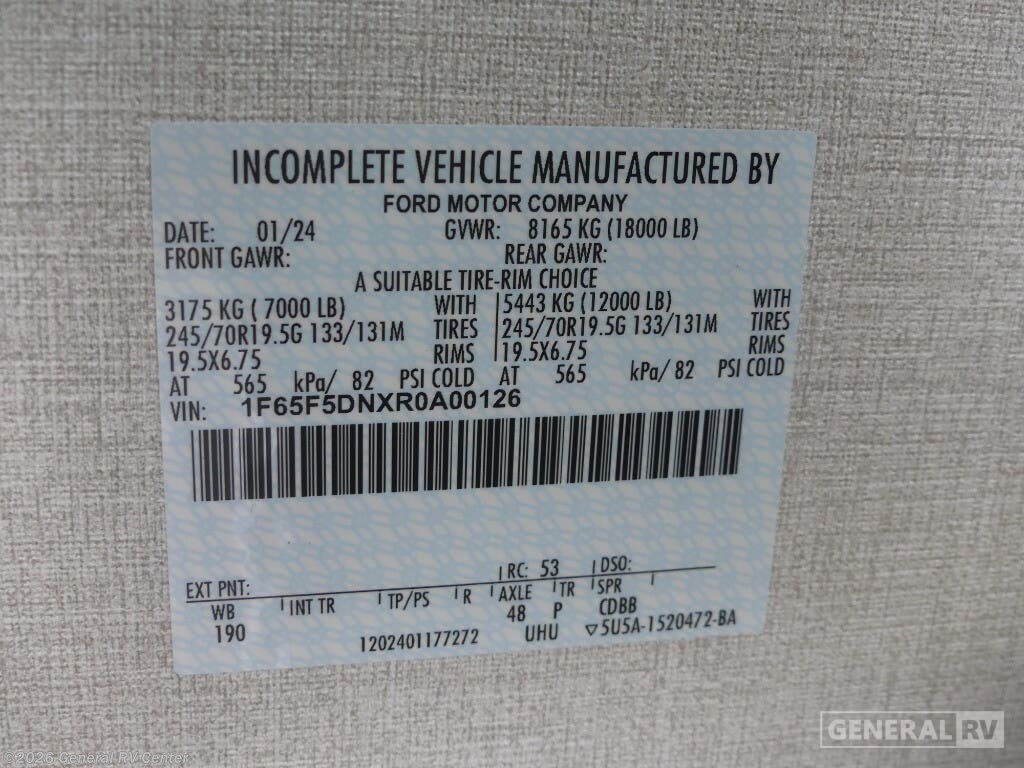 INCOMPLETE VEHICLE MANUFACTURED BY
FORD MOTOR COMPANY
DATE: 01/24 GVWR: 8165 KG (18000 LB)
FRONT GAWR: REAR GAWR:
A SUITABLE TIRE-RIM CHOICE
3175 KG ( 7000 LB) WITH 5443 KG (12000 LB) WITH
245/70R19.5G 133/131M TIRES 245/70R19.5G 133/131M TIRES
19.5X6.75 RIMS 19.5X6.75 RIMS
AT 565 kPa/ 82 PSI COLD AT 565 kPa/ 82 PSI COLD
VIN: 1F65F5DNXR0A00126
EXT PNT: RC: 53 DSO:
WB INT TR TP/PS R AXLE TR SPR
190 48 P CDBB
1202401177272 UHU ▽5U5A-1520472-BA
GENERAL RV
©2026 General RV Center